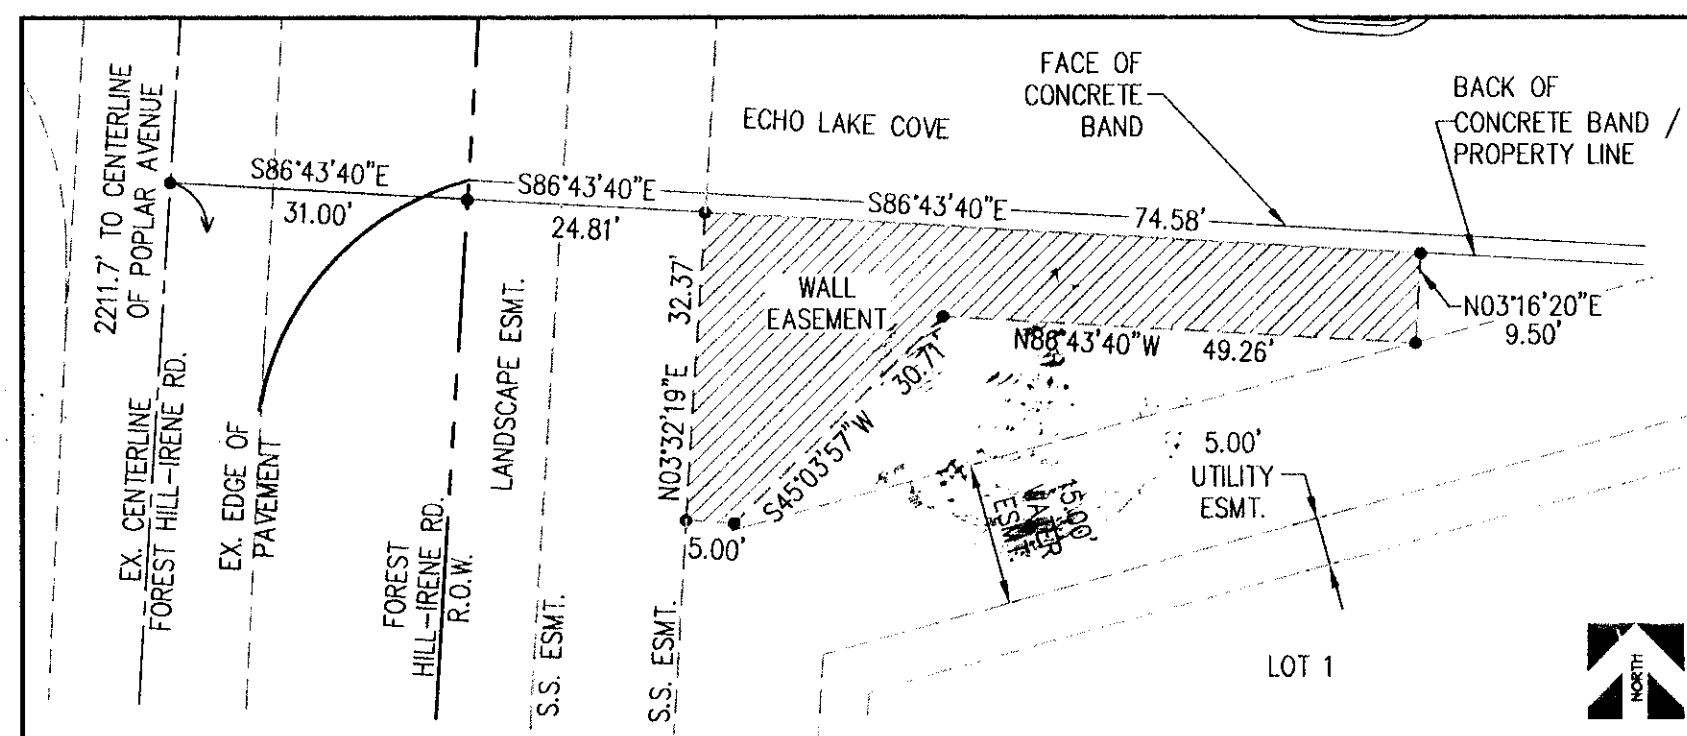 2211.7' TO CENTERLINE
OF POPLAR AVENUE
S86°43'40"E
31.00'
S86°43'40"E
24.81'
ECHO LAKE COVE
S86°43'40"E
74.58'
FACE OF
CONCRETE
BAND
BACK OF
CONCRETE BAND /
PROPERTY LINE
WALL
EASEMENT
32.37'
N03°32'19"E
N03°16'20"E
9.50'
N86°43'40"W
49.26'
30.71'
S45°03'57"W
5.00'
5.00'
UTILITY
ESMT.
15.00'
WATER
ESMT.
EX. CENTERLINE
FOREST HILL-IRENE RD.
EX. EDGE OF
PAVEMENT
FOREST
HILL-IRENE RD.
R.O.W.
LANDSCAPE ESMT.
S.S. ESMT.
S.S. ESMT.
LOT 1
NORTH